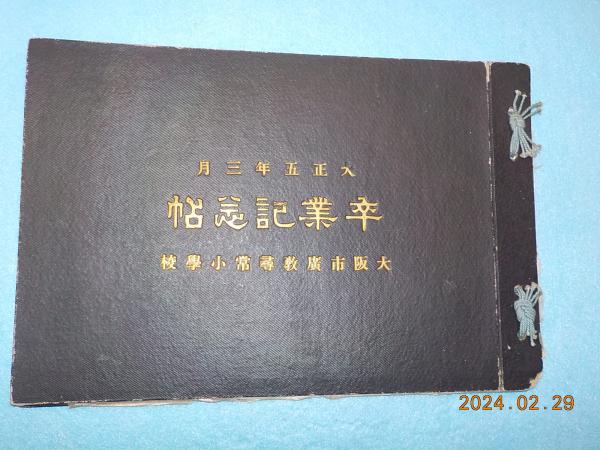 大正五年三月
卒業記念帖
大阪市廣教尋常小學校
2024.02.29